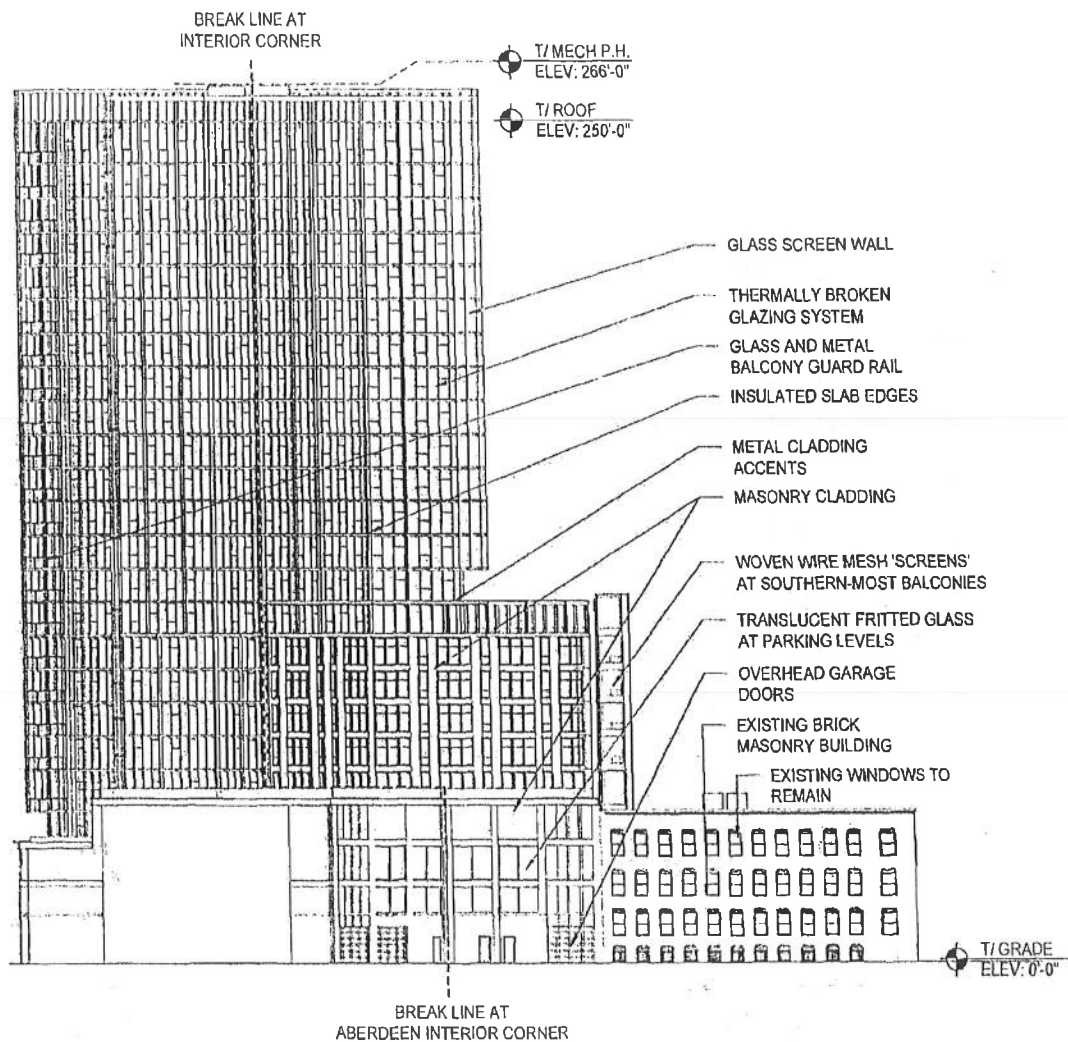 BREAK LINE AT
INTERIOR CORNER
T/ MECH P.H.
ELEV: 266'-0"
T/ ROOF
ELEV: 250'-0"
GLASS SCREEN WALL
THERMALLY BROKEN
GLAZING SYSTEM
GLASS AND METAL
BALCONY GUARD RAIL
INSULATED SLAB EDGES
METAL CLADDING
ACCENTS
MASONRY CLADDING
WOVEN WIRE MESH 'SCREENS'
AT SOUTHERN-MOST BALCONIES
TRANSLUCENT FRITTED GLASS
AT PARKING LEVELS
OVERHEAD GARAGE
DOORS
EXISTING BRICK
MASONRY BUILDING
EXISTING WINDOWS TO
REMAIN
T/ GRADE
ELEV: 0'-0"
BREAK LINE AT
ABERDEEN INTERIOR CORNER